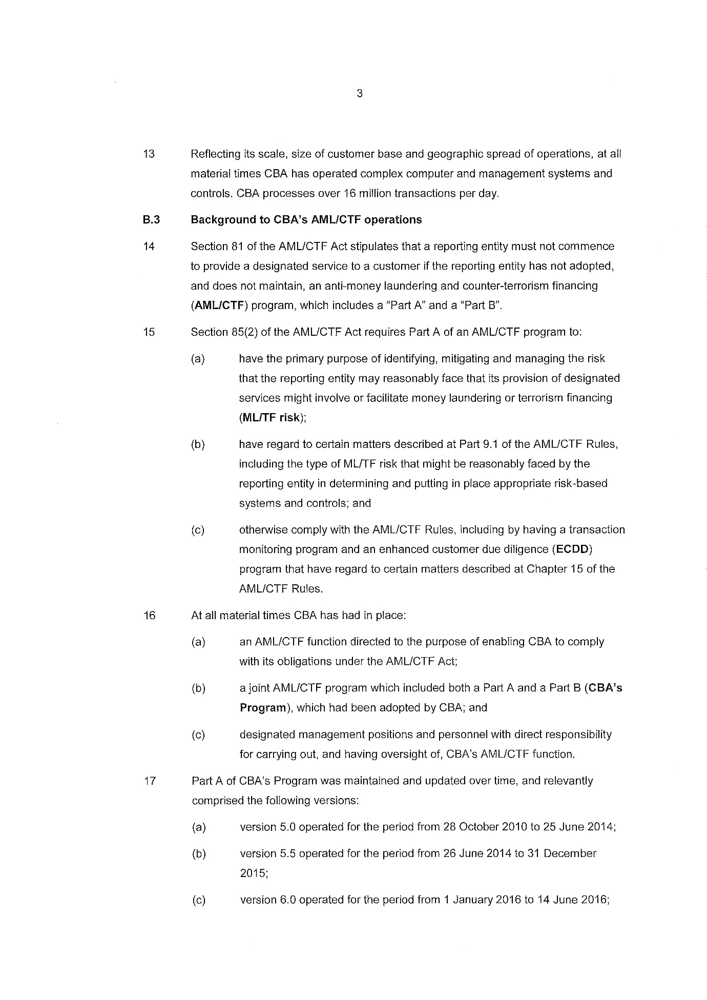 3
13 Reflecting its scale, size of customer base and geographic spread of operations, at all
material times CBA has operated complex computer and management systems and
controls. CBA processes over 16 million transactions per day.
B.3 Background to CBA's AML/CTF operations
14 Section 81 of the AML/CTF Act stipulates that a reporting entity must not commence
to provide a designated service to a customer if the reporting entity has not adopted,
and does not maintain, an anti-money laundering and counter-terrorism financing
(AML/CTF) program, which includes a “Part A” and a “Part B”.
15 Section 85(2) of the AML/CTF Act requires Part A of an AML/CTF program to:
(a) have the primary purpose of identifying, mitigating and managing the risk
that the reporting entity may reasonably face that its provision of designated
services might involve or facilitate money laundering or terrorism financing
(ML/TF risk);
(b) have regard to certain matters described at Part 9.1 of the AML/CTF Rules,
including the type of ML/TF risk that might be reasonably faced by the
reporting entity in determining and putting in place appropriate risk-based
systems and controls; and
(c) otherwise comply with the AML/CTF Rules, including by having a transaction
monitoring program and an enhanced customer due diligence (ECDD)
program that have regard to certain matters described at Chapter 15 of the
AML/CTF Rules.
16 At all material times CBA has had in place:
(a) an AML/CTF function directed to the purpose of enabling CBA to comply
with its obligations under the AML/CTF Act;
(b) a joint AML/CTF program which included both a Part A and a Part B (CBA's
Program), which had been adopted by CBA; and
(c) designated management positions and personnel with direct responsibility
for carrying out, and having oversight of, CBA's AML/CTF function.
17 Part A of CBA's Program was maintained and updated over time, and relevantly
comprised the following versions:
(a) version 5.0 operated for the period from 28 October 2010 to 25 June 2014;
(b) version 5.5 operated for the period from 26 June 2014 to 31 December
2015;
(c) version 6.0 operated for the period from 1 January 2016 to 14 June 2016;